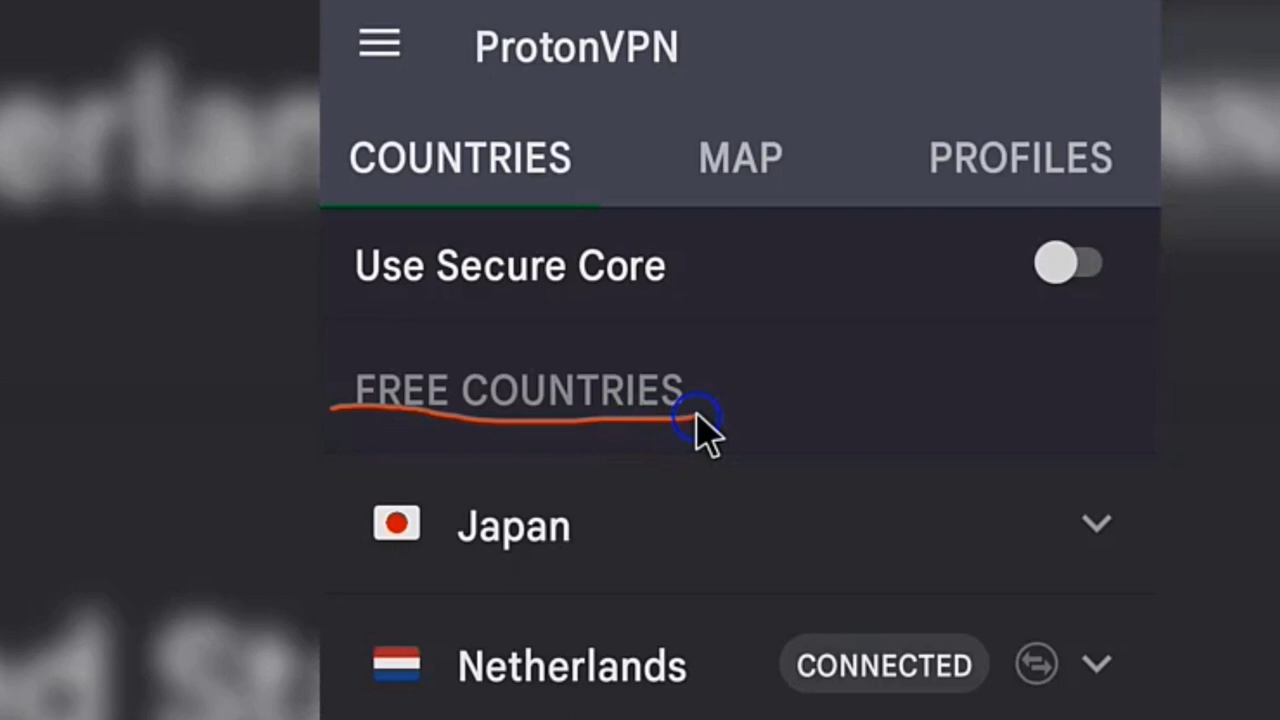 ProtonVPN
COUNTRIES MAP PROFILES
Use Secure Core
FREE COUNTRIES
Japan
Netherlands CONNECTED